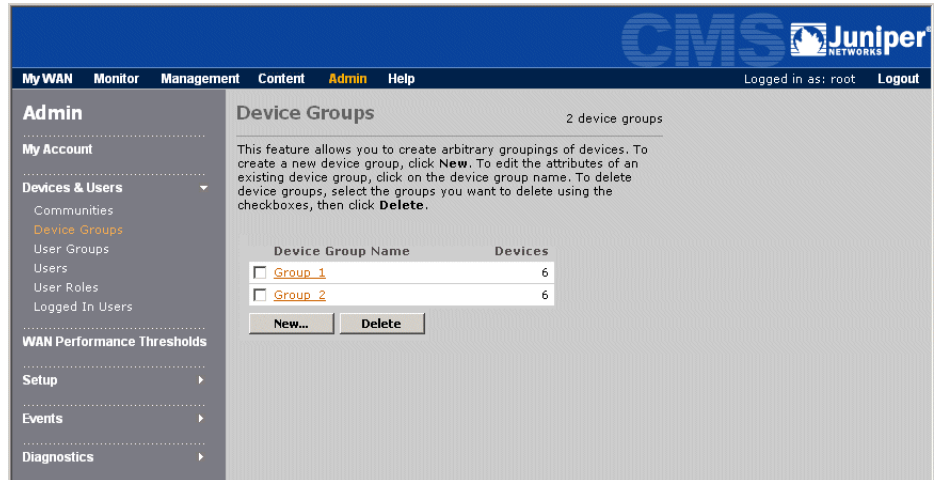 CMS
Juniper
NETWORKS
My WAN Monitor Management Content Admin Help Logged in as: root Logout
Admin
My Account
Devices & Users
Communities
Device Groups
User Groups
Users
User Roles
Logged In Users
WAN Performance Thresholds
Setup
Events
Diagnostics
Device Groups 2 device groups
This feature allows you to create arbitrary groupings of devices. To
create a new device group, click New. To edit the attributes of an
existing device group, click on the device group name. To delete
device groups, select the groups you want to delete using the
checkboxes, then click Delete.
Device Group Name Devices
Group_1 6
Group_2 6
New... Delete